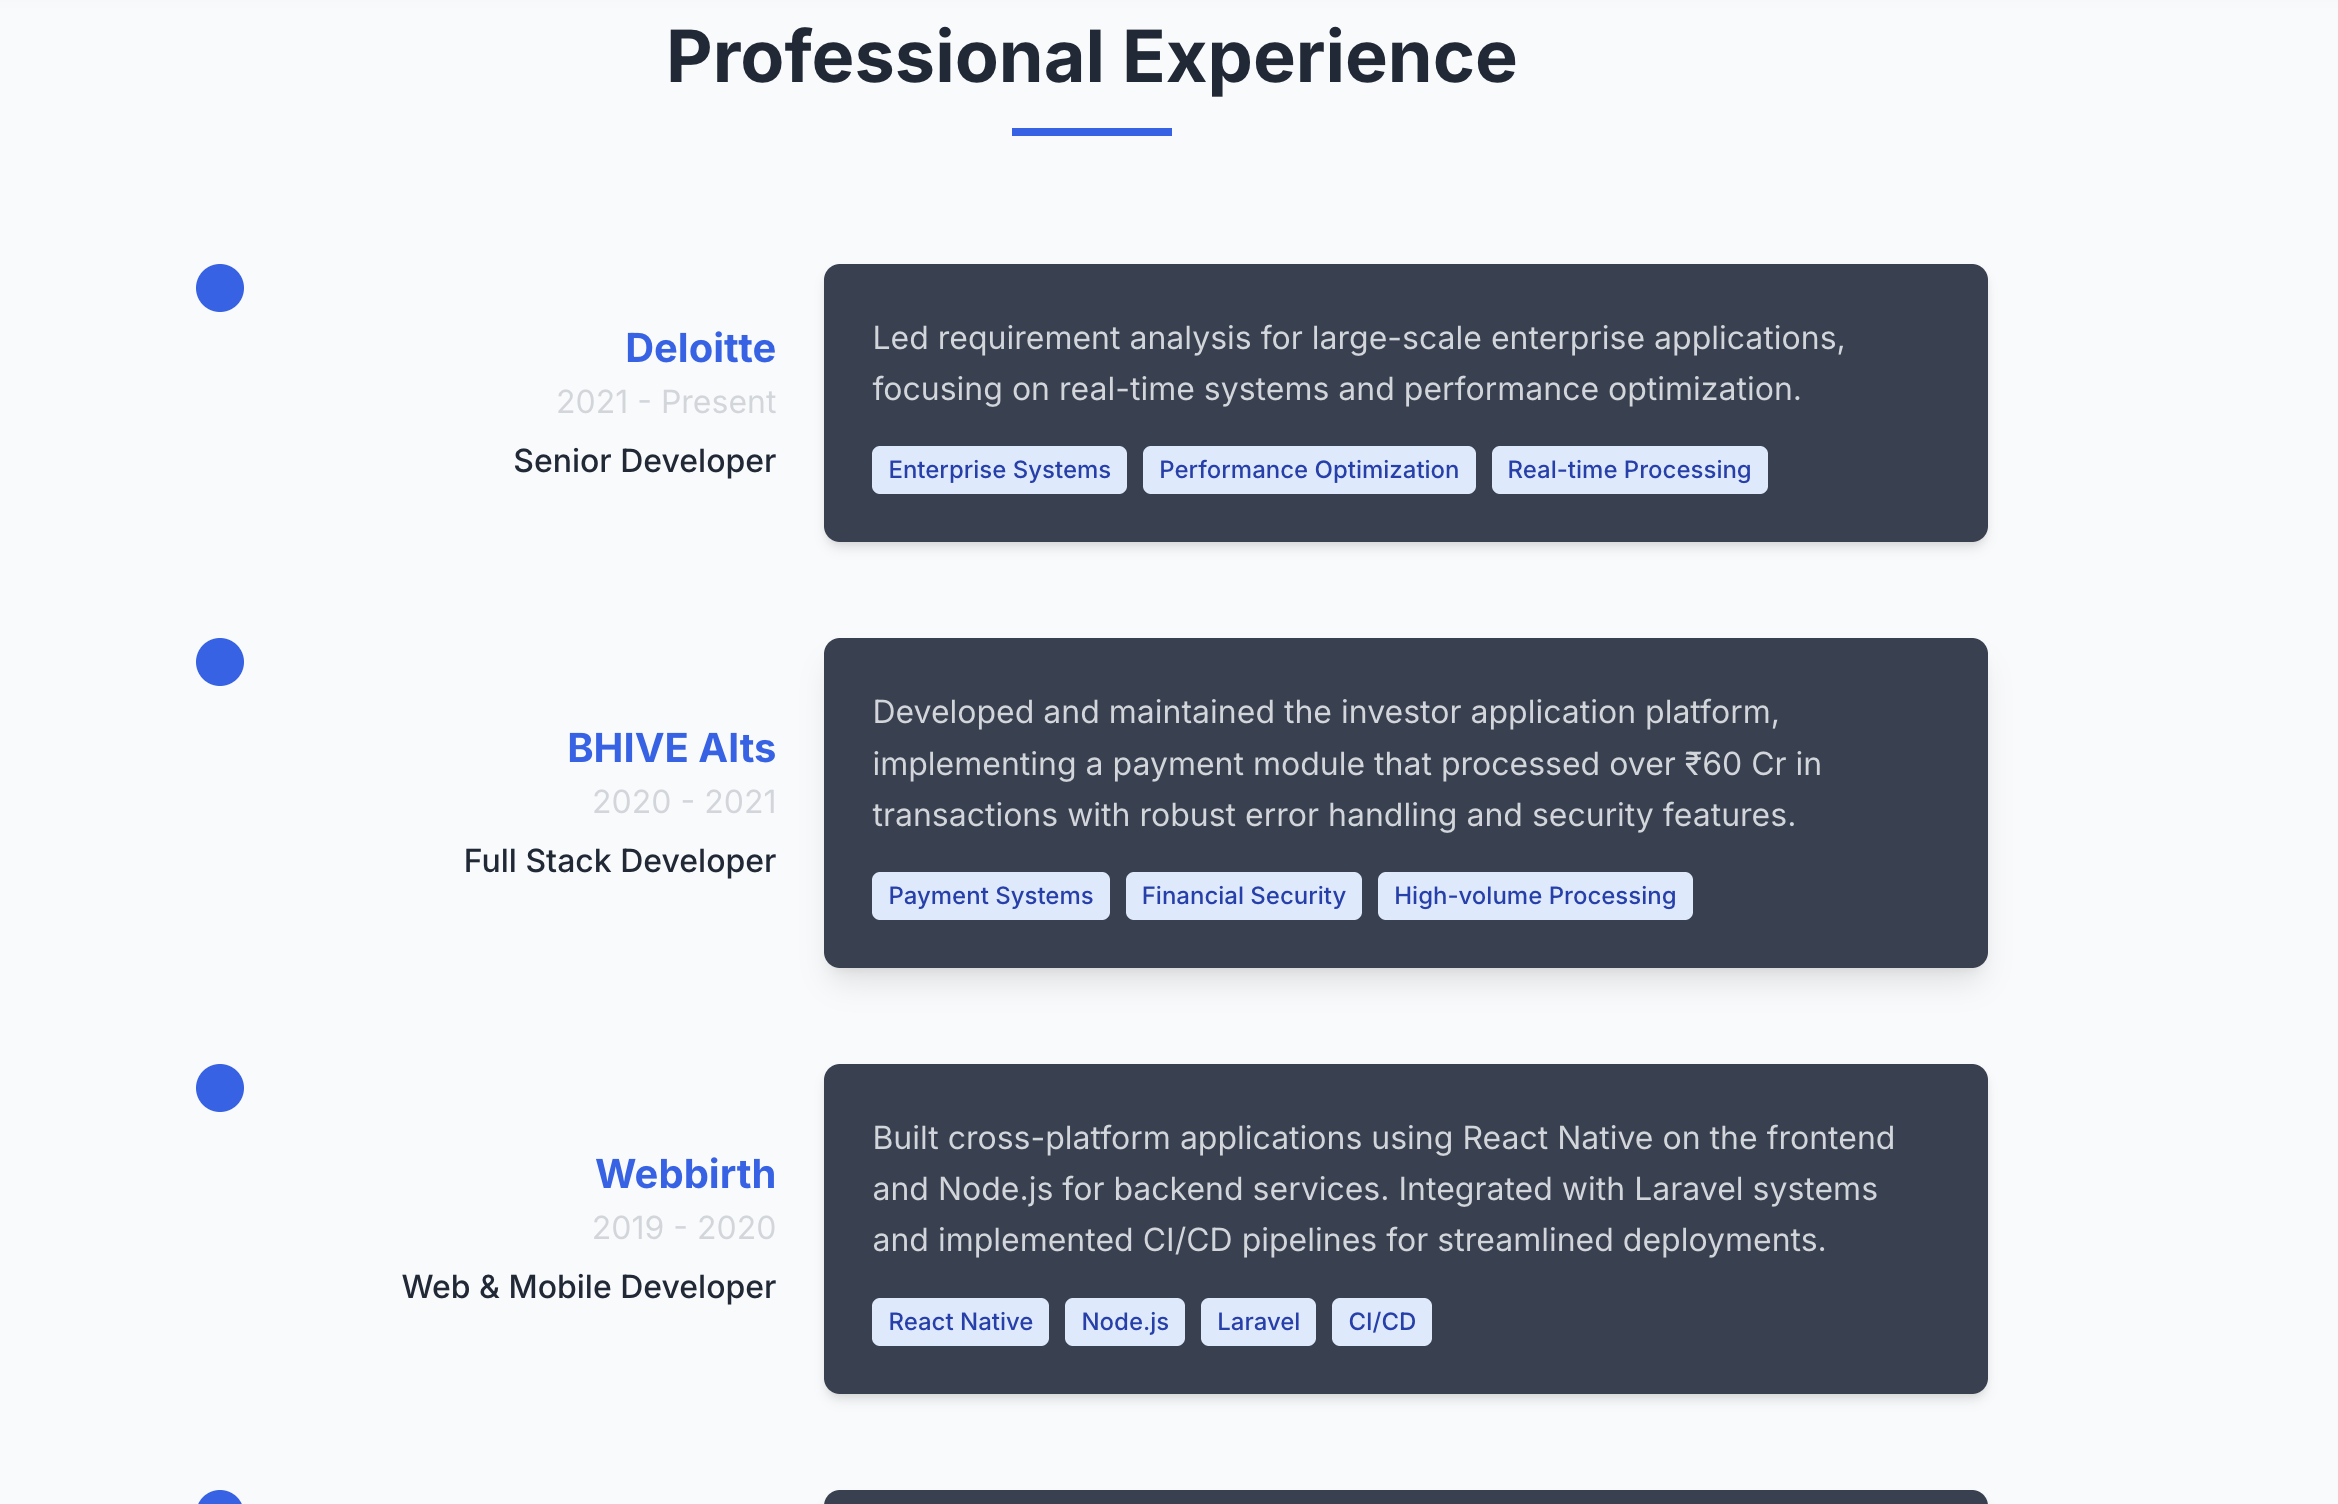 Professional Experience
Deloitte
2021 - Present
Senior Developer
Led requirement analysis for large-scale enterprise applications,
focusing on real-time systems and performance optimization.
Enterprise Systems Performance Optimization Real-time Processing
BHIVE Alts
2020 - 2021
Full Stack Developer
Developed and maintained the investor application platform,
implementing a payment module that processed over ₹60 Cr in
transactions with robust error handling and security features.
Payment Systems Financial Security High-volume Processing
Webbirth
2019 - 2020
Web & Mobile Developer
Built cross-platform applications using React Native on the frontend
and Node.js for backend services. Integrated with Laravel systems
and implemented CI/CD pipelines for streamlined deployments.
React Native Node.js Laravel CI/CD